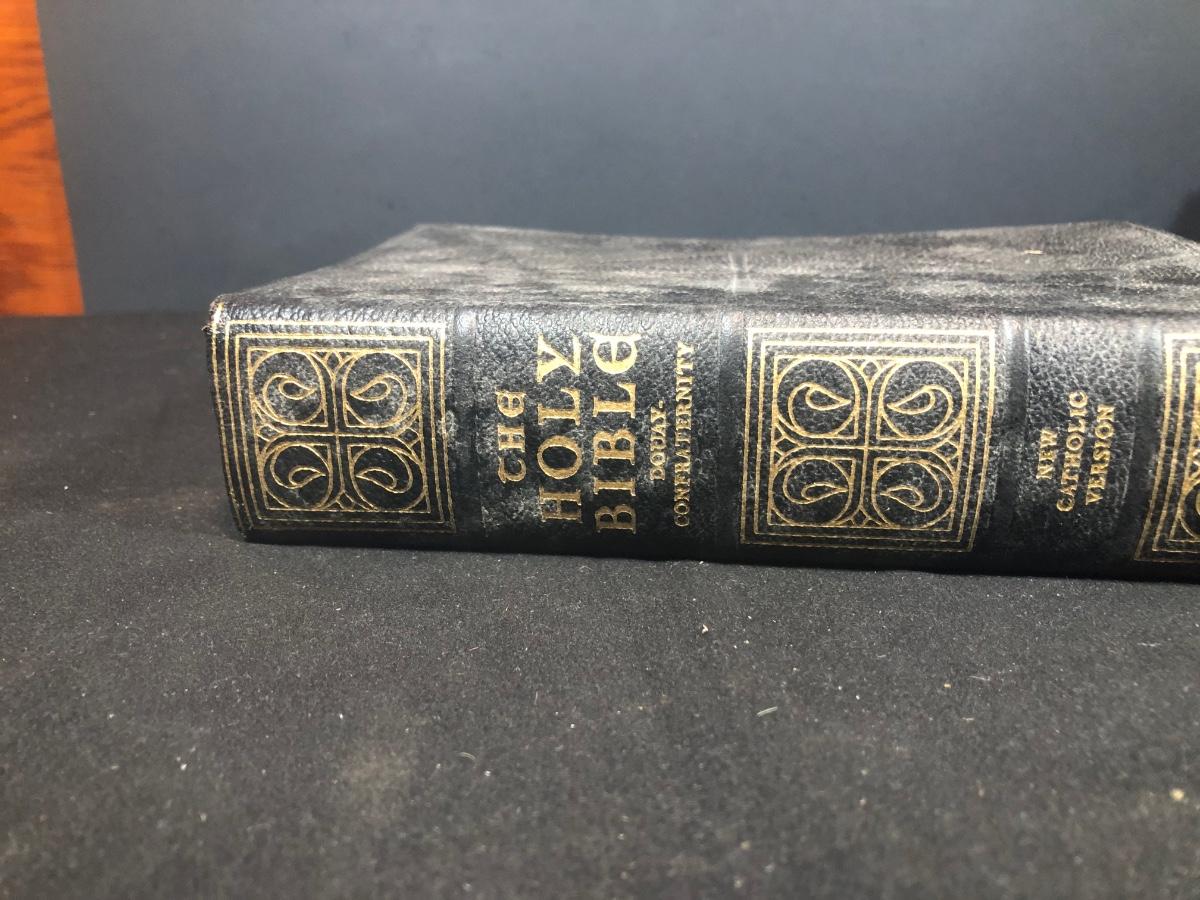 THE
HOLY
BIBLE
DOUAY-
CONFRATERNITY
NEW
CATHOLIC
VERSION